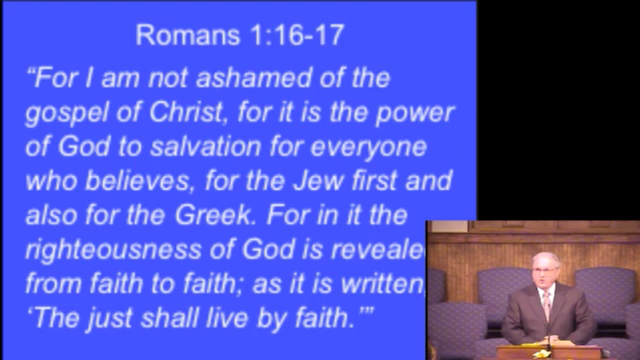 Romans 1:16-17
“For I am not ashamed of the
gospel of Christ, for it is the power
of God to salvation for everyone
who believes, for the Jew first and
also for the Greek. For in it the
righteousness of God is reveale
from faith to faith; as it is written,
‘The just shall live by faith.’”